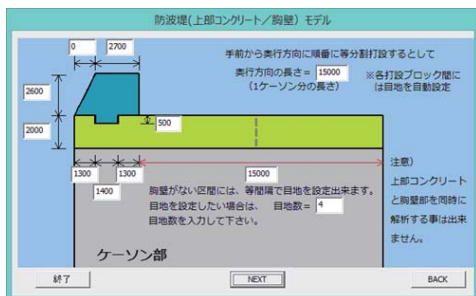 防波堤(上部コンクリート／胸壁) モデル
0
2700
手前から奥行方向に順番に等分割打設するとして
奥行方向の長さ= 15000
(1ケーソン分の長さ)
※各打設ブロック間に
は目地を自動設定
2600
2000
500
1300
1300
1400
15000
胸壁がない区間には、等間隔で目地を設定出来ます。
目地を設定したい場合は、 目地数= 4
目地数を入力して下さい。
注意)
上部コンクリート
と胸壁部を同時に
解析する事は出来
ません。
ケーソン部
終了
NEXT
BACK